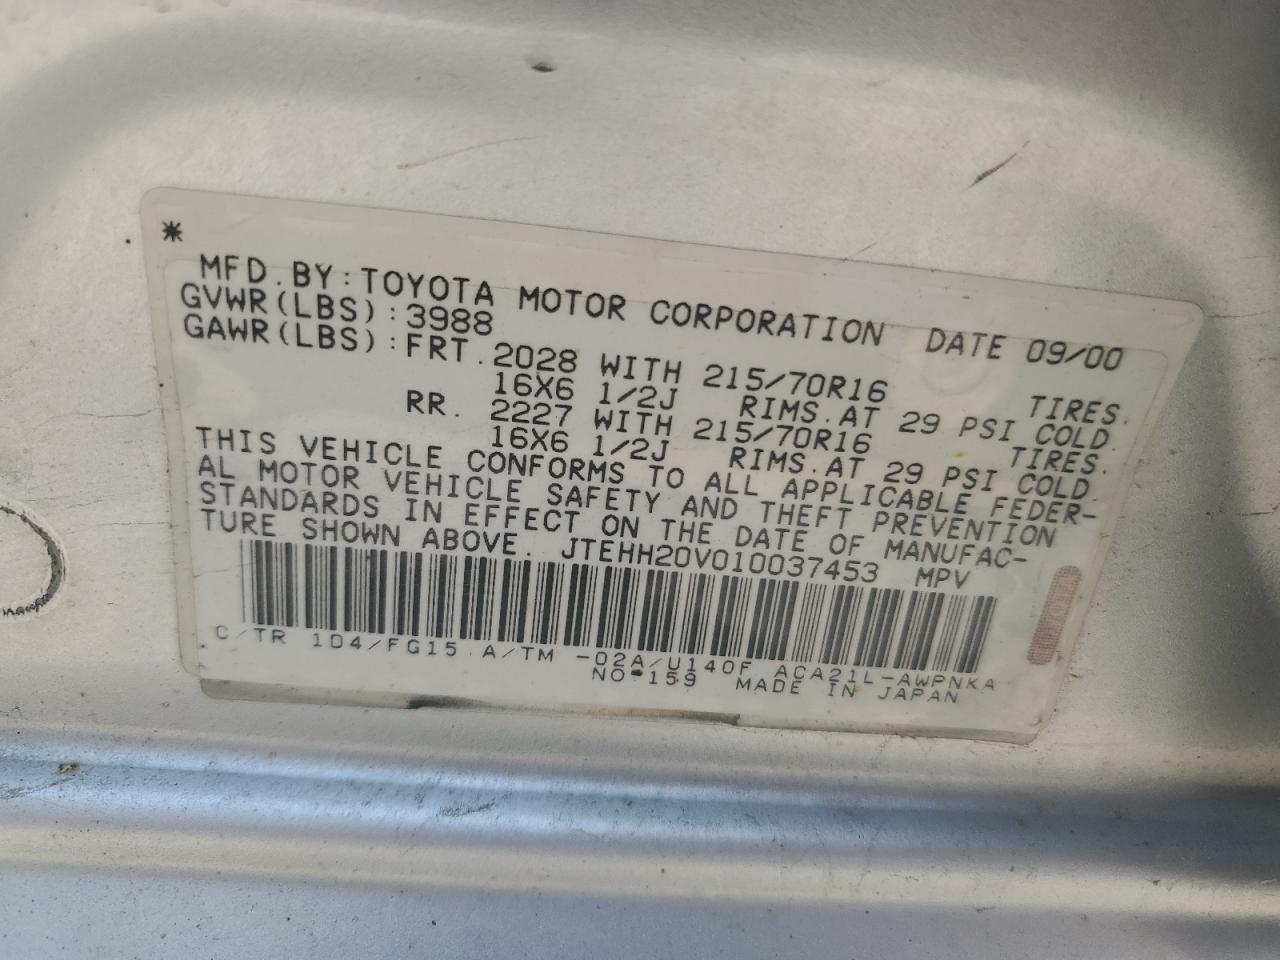 *
MFD.BY:TOYOTA MOTOR CORPORATION DATE 09/00
GVWR(LBS):3988
GAWR(LBS):FRT.2028 WITH 215/70R16 TIRES.
16X6 1/2J RIMS.AT 29 PSI COLD.
RR. 2227 WITH 215/70R16 TIRES.
16X6 1/2J RIMS.AT 29 PSI COLD.
THIS VEHICLE CONFORMS TO ALL APPLICABLE FEDER-
AL MOTOR VEHICLE SAFETY AND THEFT PREVENTION
STANDARDS IN EFFECT ON THE DATE OF MANUFAC-
TURE SHOWN ABOVE. JTEHH20V010037453 MPV
C/TR 1D4/FG15 A/TM -02A/U140F ACA21L-AWPNKA
NO.159 MADE IN JAPAN